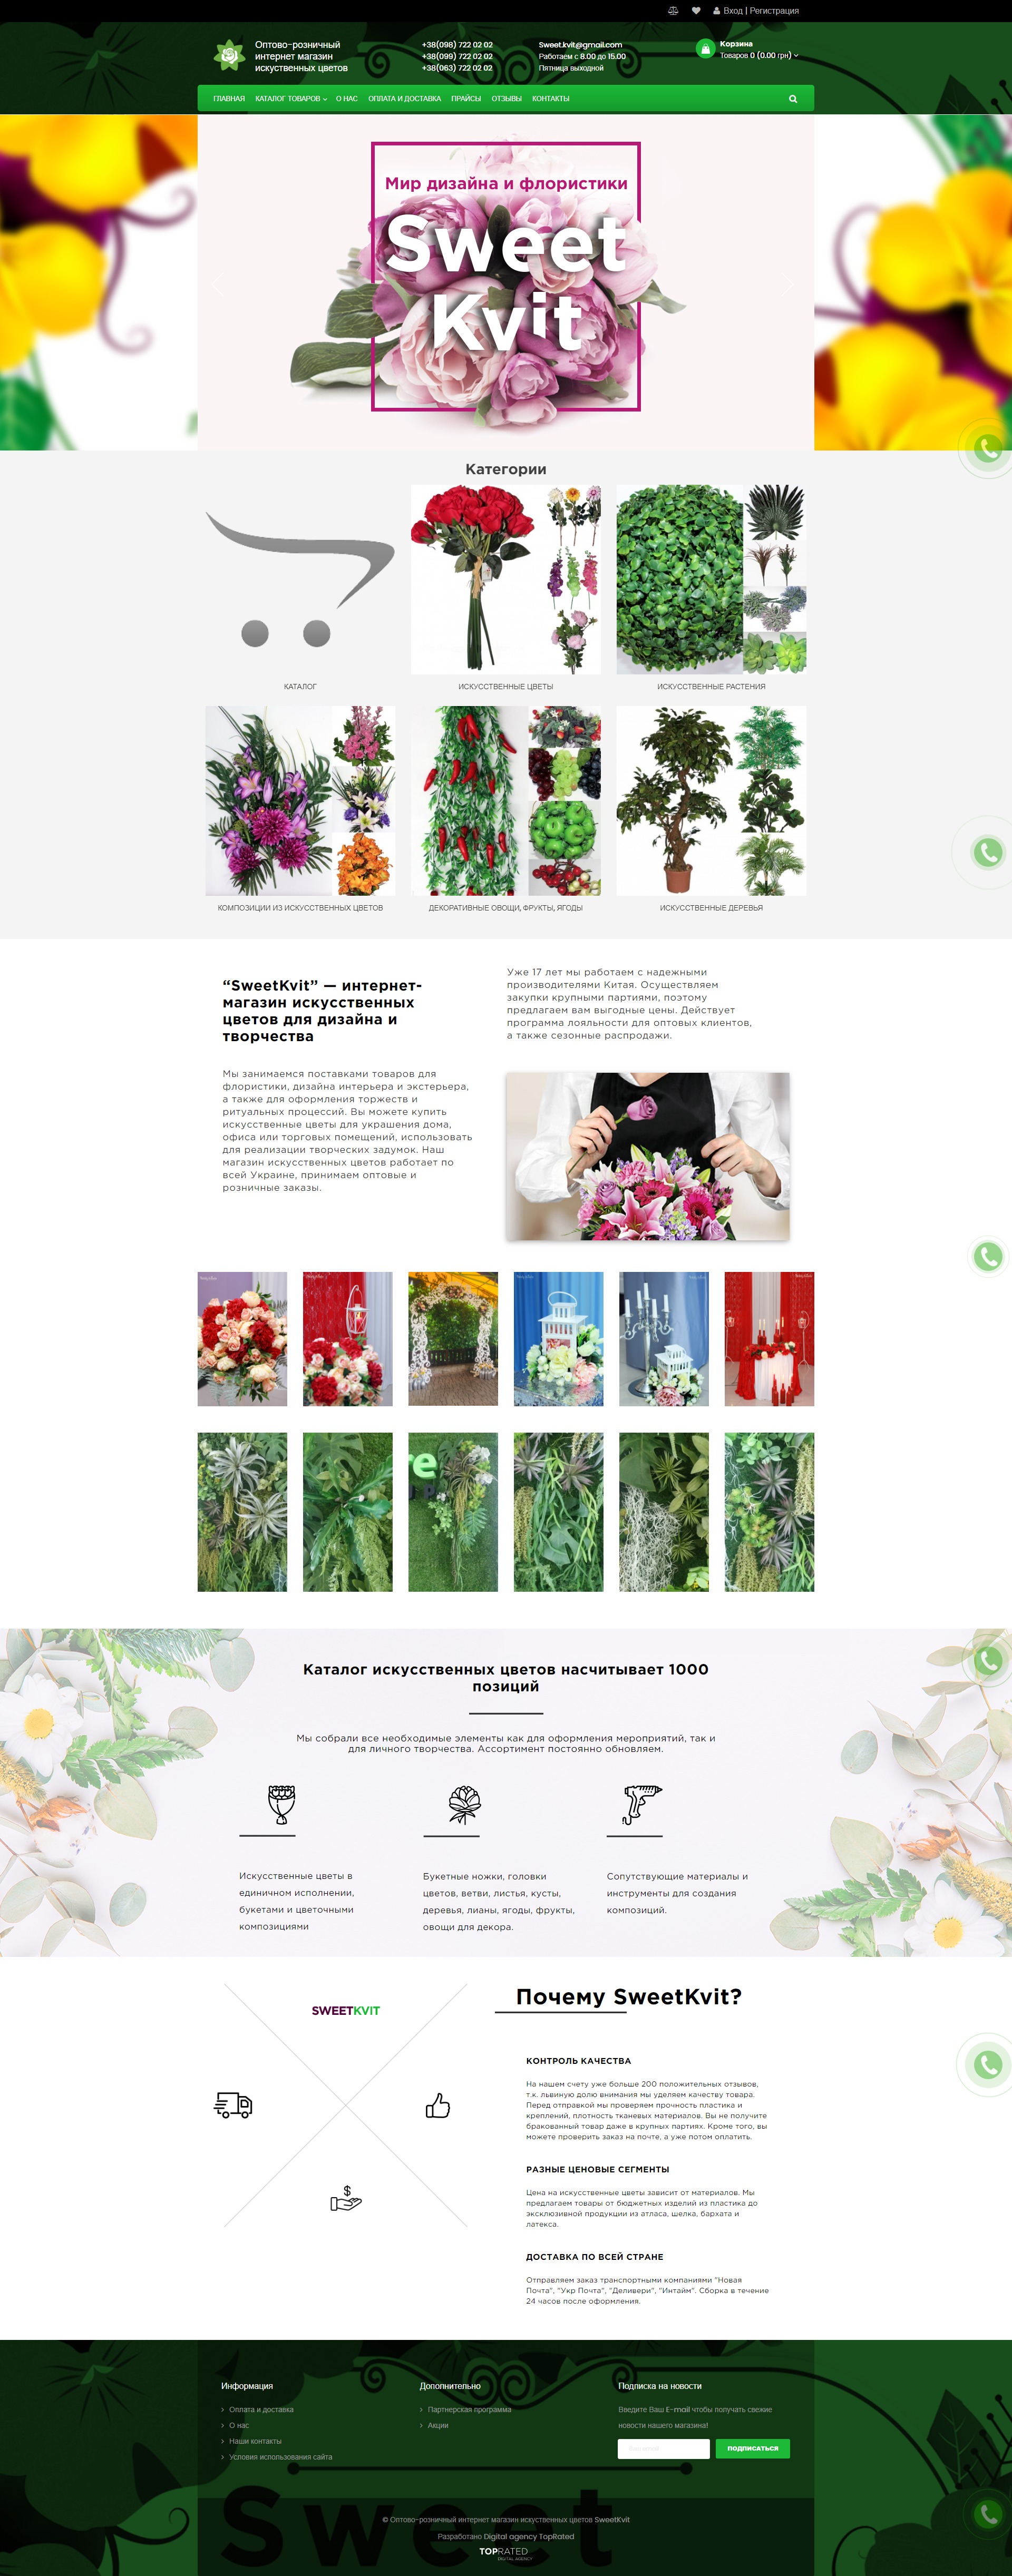 Вход | Регистрация
Оптово-розничный
интернет магазин
искуственных цветов
+38(098) 722 02 02
+38(099) 722 02 02
+38(063) 722 02 02
Sweet.kvit@gmail.com
Работаем с 8.00 до 15.00
Пятница выходной
Корзина
Товаров 0 (0.00 грн)
ГЛАВНАЯ КАТАЛОГ ТОВАРОВ О НАС ОПЛАТА И ДОСТАВКА ПРАЙСЫ ОТЗЫВЫ КОНТАКТЫ
Мир дизайна и флористики
Sweet
Kvit
Категории
КАТАЛОГ
ИСКУССТВЕННЫЕ ЦВЕТЫ
ИСКУССТВЕННЫЕ РАСТЕНИЯ
КОМПОЗИЦИИ ИЗ ИСКУССТВЕННЫХ ЦВЕТОВ
ДЕКОРАТИВНЫЕ ОВОЩИ, ФРУКТЫ, ЯГОДЫ
ИСКУССТВЕННЫЕ ДЕРЕВЬЯ
“SweetKvit” — интернет-
магазин искусственных
цветов для дизайна и
творчества
Мы занимаемся поставками товаров для
флористики, дизайна интерьера и экстерьера,
а также для оформления торжеств и
ритуальных процессий. Вы можете купить
искусственные цветы для украшения дома,
офиса или торговых помещений, использовать
для реализации творческих задумок. Наш
магазин искусственных цветов работает по
всей Украине, принимаем оптовые и
розничные заказы.
Уже 17 лет мы работаем с надежными
производителями Китая. Осуществляем
закупки крупными партиями, поэтому
предлагаем вам выгодные цены. Действует
программа лояльности для оптовых клиентов,
а также сезонные распродажи.
Каталог искусственных цветов насчитывает 1000
позиций
Мы собрали все необходимые элементы как для оформления мероприятий, так и
для личного творчества. Ассортимент постоянно обновляем.
Искусственные цветы в
единичном исполнении,
букетами и цветочными
композициями
Букетные ножки, головки
цветов, ветви, листья, кусты,
деревья, лианы, ягоды, фрукты,
овощи для декора.
Сопутствующие материалы и
инструменты для создания
композиций.
SWEETKVIT
Почему SweetKvit?
КОНТРОЛЬ КАЧЕСТВА
На нашем счету уже больше 200 положительных отзывов,
т.к. львиную долю внимания мы уделяем качеству товара.
Перед отправкой мы проверяем прочность пластика и
креплений, плотность тканевых материалов. Вы не получите
бракованный товар даже в крупных партиях. Кроме того, вы
можете проверить заказ на почте, а уже потом оплатить.
РАЗНЫЕ ЦЕНОВЫЕ СЕГМЕНТЫ
Цена на искусственные цветы зависит от материалов. Мы
предлагаем товары от бюджетных изделий из пластика до
эксклюзивной продукции из атласа, шелка, бархата и
латекса.
ДОСТАВКА ПО ВСЕЙ СТРАНЕ
Отправляем заказ транспортными компаниями "Новая
Почта", "Укр Почта", "Деливери", "Интайм". Сборка в течение
24 часов после оформления.
Информация
Оплата и доставка
О нас
Наши контакты
Условия использования сайта
Дополнительно
Партнерская программа
Акции
Подписка на новости
Введите Ваш E-mail чтобы получать свежие
новости нашего магазина!
ПОДПИСАТЬСЯ
Sweet
© Оптово-розничный интернет магазин искусственных цветов SweetKvit
Разработано Digital agency TopRated
TOPRATED
DIGITAL AGENCY